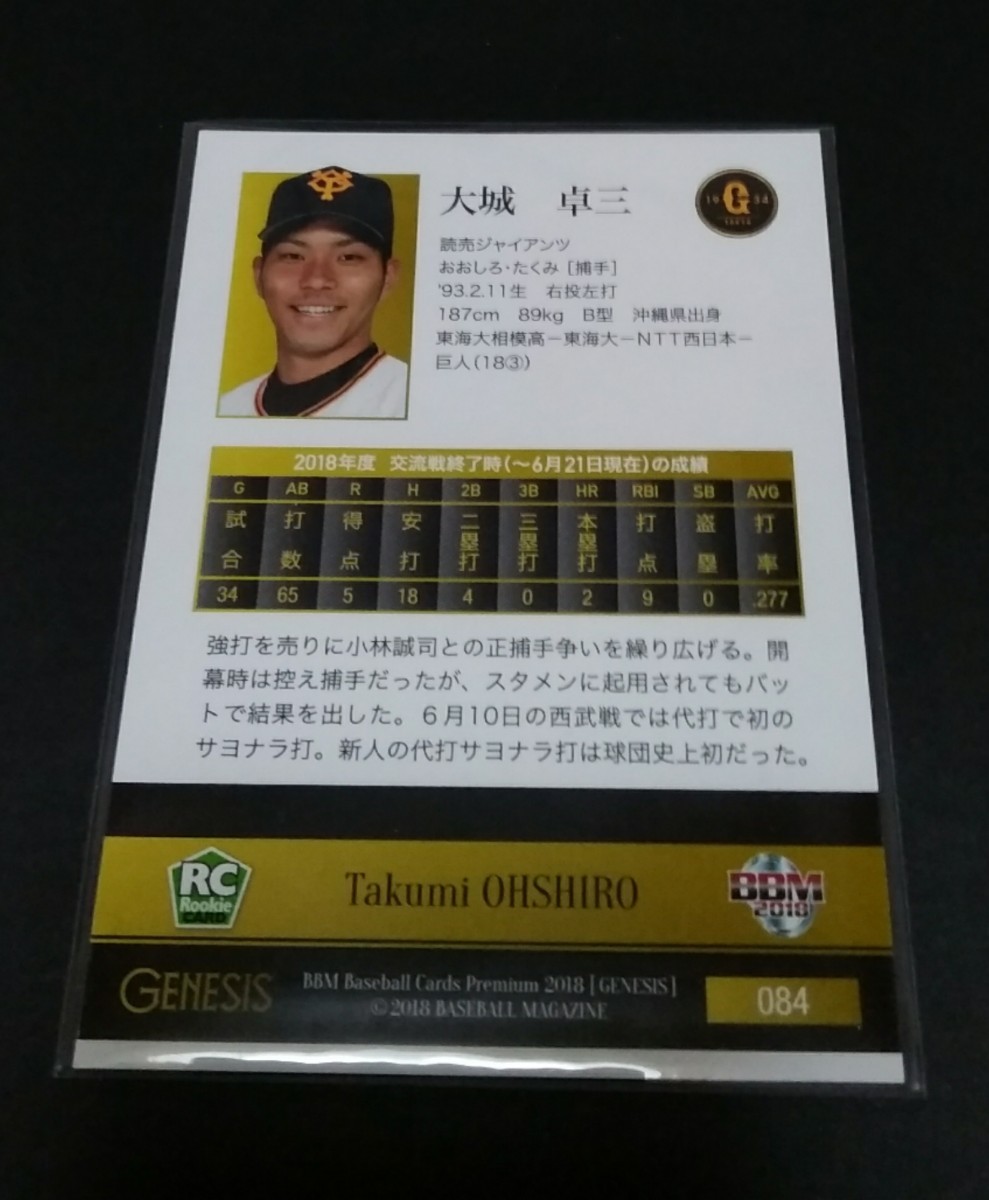 大城 卓三
19 G 34
読売ジャイアンツ
おおしろ・たくみ［捕手］
'93.2.11生 右投左打
187cm 89kg B型 沖縄県出身
東海大相模高－東海大－NTT西日本－
巨人（18③）
2018年度 交流戦終了時（～6月21日現在）の成績
G AB R H 2B 3B HR RBI SB AVG
試合 打数 得点 安打 二塁打 三塁打 本塁打 打点 盗塁 打率
34 65 5 18 4 0 2 9 0 .277
強打を売りに小林誠司との正捕手争いを繰り広げる。開
幕時は控え捕手だったが、スタメンに起用されてもバッ
トで結果を出した。６月10日の西武戦では代打で初の
サヨナラ打。新人の代打サヨナラ打は球団史上初だった。
RC
Rookie
CARD
Takumi OHSHIRO
BBM
2018
GENESIS
BBM Baseball Cards Premium 2018 [GENESIS]
©2018 BASEBALL MAGAZINE
084